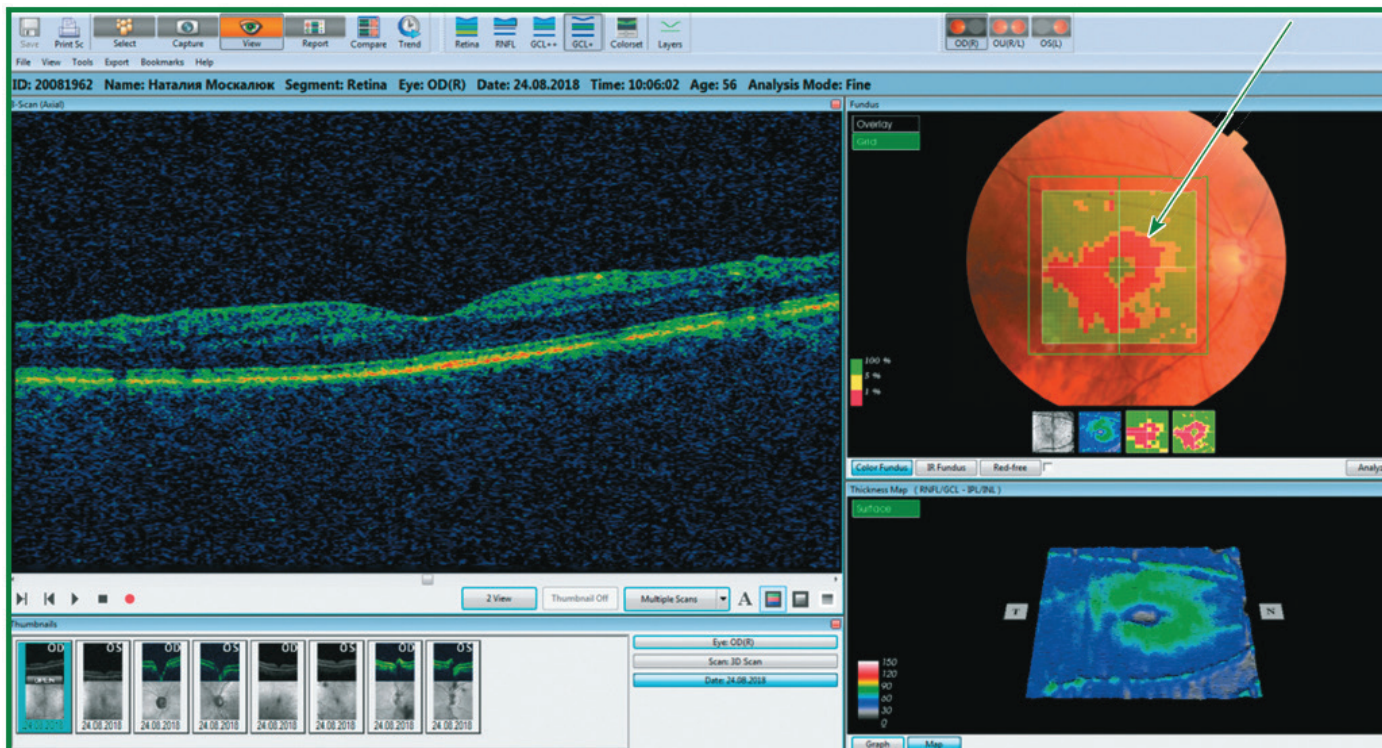 Save Print Sc Select Capture View Report Compare Trend Retina RNFL GCL++ GCL+ Colorset Layers OD(R) OU(R/L) OS(L)
File View Tools Export Bookmarks Help
ID: 20081962 Name: Наталия Москалюк Segment: Retina Eye: OD(R) Date: 24.08.2018 Time: 10:06:02 Age: 56 Analysis Mode: Fine
-Scan (Axial)
Fundus
Overlay
Grid
100 %
5 %
1 %
Color Fundus IR Fundus Red-free Analys
Thickness Map ( RNFL/GCL - IPL/INL )
Surface
T N
150
120
90
60
30
0
Graph Map
2 View Thumbnail Off Multiple Scans A
Thumbnails
OD OS OD OS OD OS OD OS
OPEN
24.08.2018 24.08.2018 24.08.2018 24.08.2018 24.08.2018 24.08.2018 24.08.2018 24.08.2018
Eye: OD(R)
Scan: 3D Scan
Date: 24.08.2018